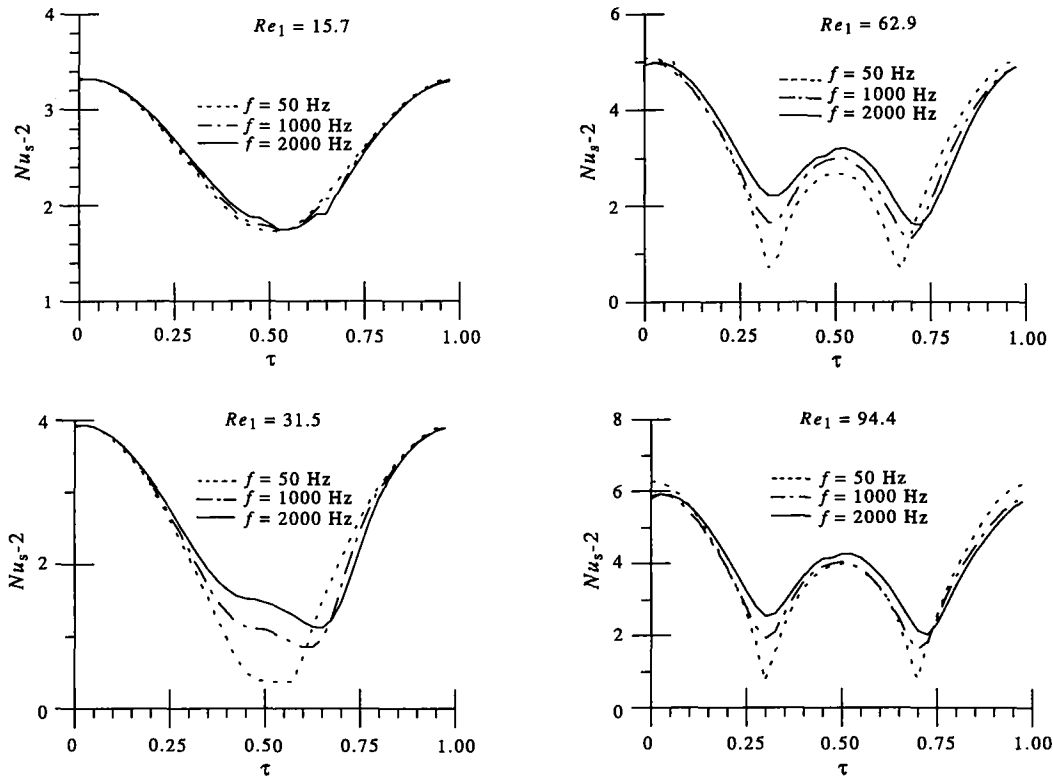 Re1 = 15.7
Nus-2
4
3
2
1
f = 50 Hz
f = 1000 Hz
f = 2000 Hz
0 0.25 0.50 0.75 1.00
τ
Re1 = 62.9
Nus-2
6
4
2
0
f = 50 Hz
f = 1000 Hz
f = 2000 Hz
0 0.25 0.50 0.75 1.00
τ
Re1 = 31.5
Nus-2
4
2
0
f = 50 Hz
f = 1000 Hz
f = 2000 Hz
0 0.25 0.50 0.75 1.00
τ
Re1 = 94.4
Nus-2
8
6
4
2
0
f = 50 Hz
f = 1000 Hz
f = 2000 Hz
0 0.25 0.50 0.75 1.00
τ